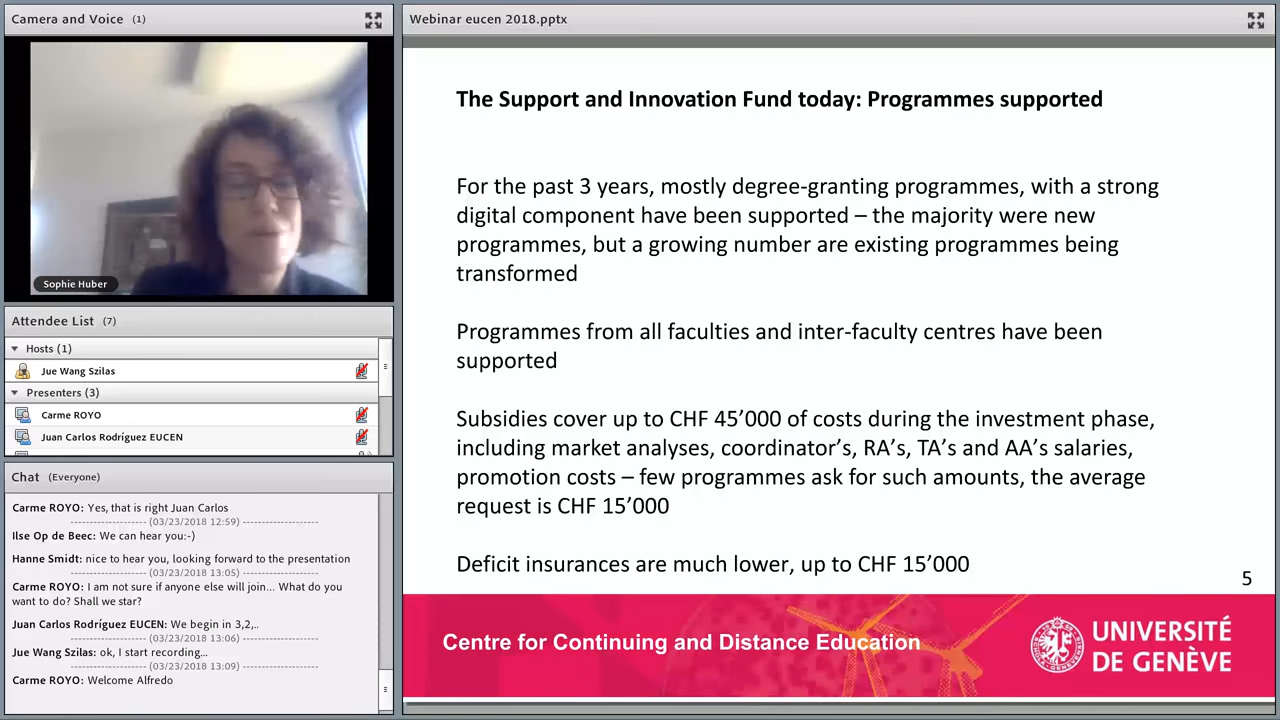 Camera and Voice (1)
Sophie Huber
Attendee List (7)
Hosts (1)
Jue Wang Szilas
Presenters (3)
Carme ROYO
Juan Carlos Rodríguez EUCEN
Chat (Everyone)
Carme ROYO: Yes, that is right Juan Carlos
------------------ (03/23/2018 12:59) ------------------
Ilse Op de Beec: We can hear you:-)
Hanne Smidt: nice to hear you, looking forward to the presentation
------------------ (03/23/2018 13:05) ------------------
Carme ROYO: I am not sure if anyone else will join... What do you
want to do? Shall we star?
Juan Carlos Rodríguez EUCEN: We begin in 3,2,..
------------------ (03/23/2018 13:06) ------------------
Jue Wang Szilas: ok, I start recording...
------------------ (03/23/2018 13:09) ------------------
Carme ROYO: Welcome Alfredo
Webinar eucen 2018.pptx
The Support and Innovation Fund today: Programmes supported
For the past 3 years, mostly degree-granting programmes, with a strong
digital component have been supported – the majority were new
programmes, but a growing number are existing programmes being
transformed
Programmes from all faculties and inter-faculty centres have been
supported
Subsidies cover up to CHF 45’000 of costs during the investment phase,
including market analyses, coordinator’s, RA’s, TA’s and AA’s salaries,
promotion costs – few programmes ask for such amounts, the average
request is CHF 15’000
Deficit insurances are much lower, up to CHF 15’000
5
Centre for Continuing and Distance Education
UNIVERSITÉ
DE GENÈVE